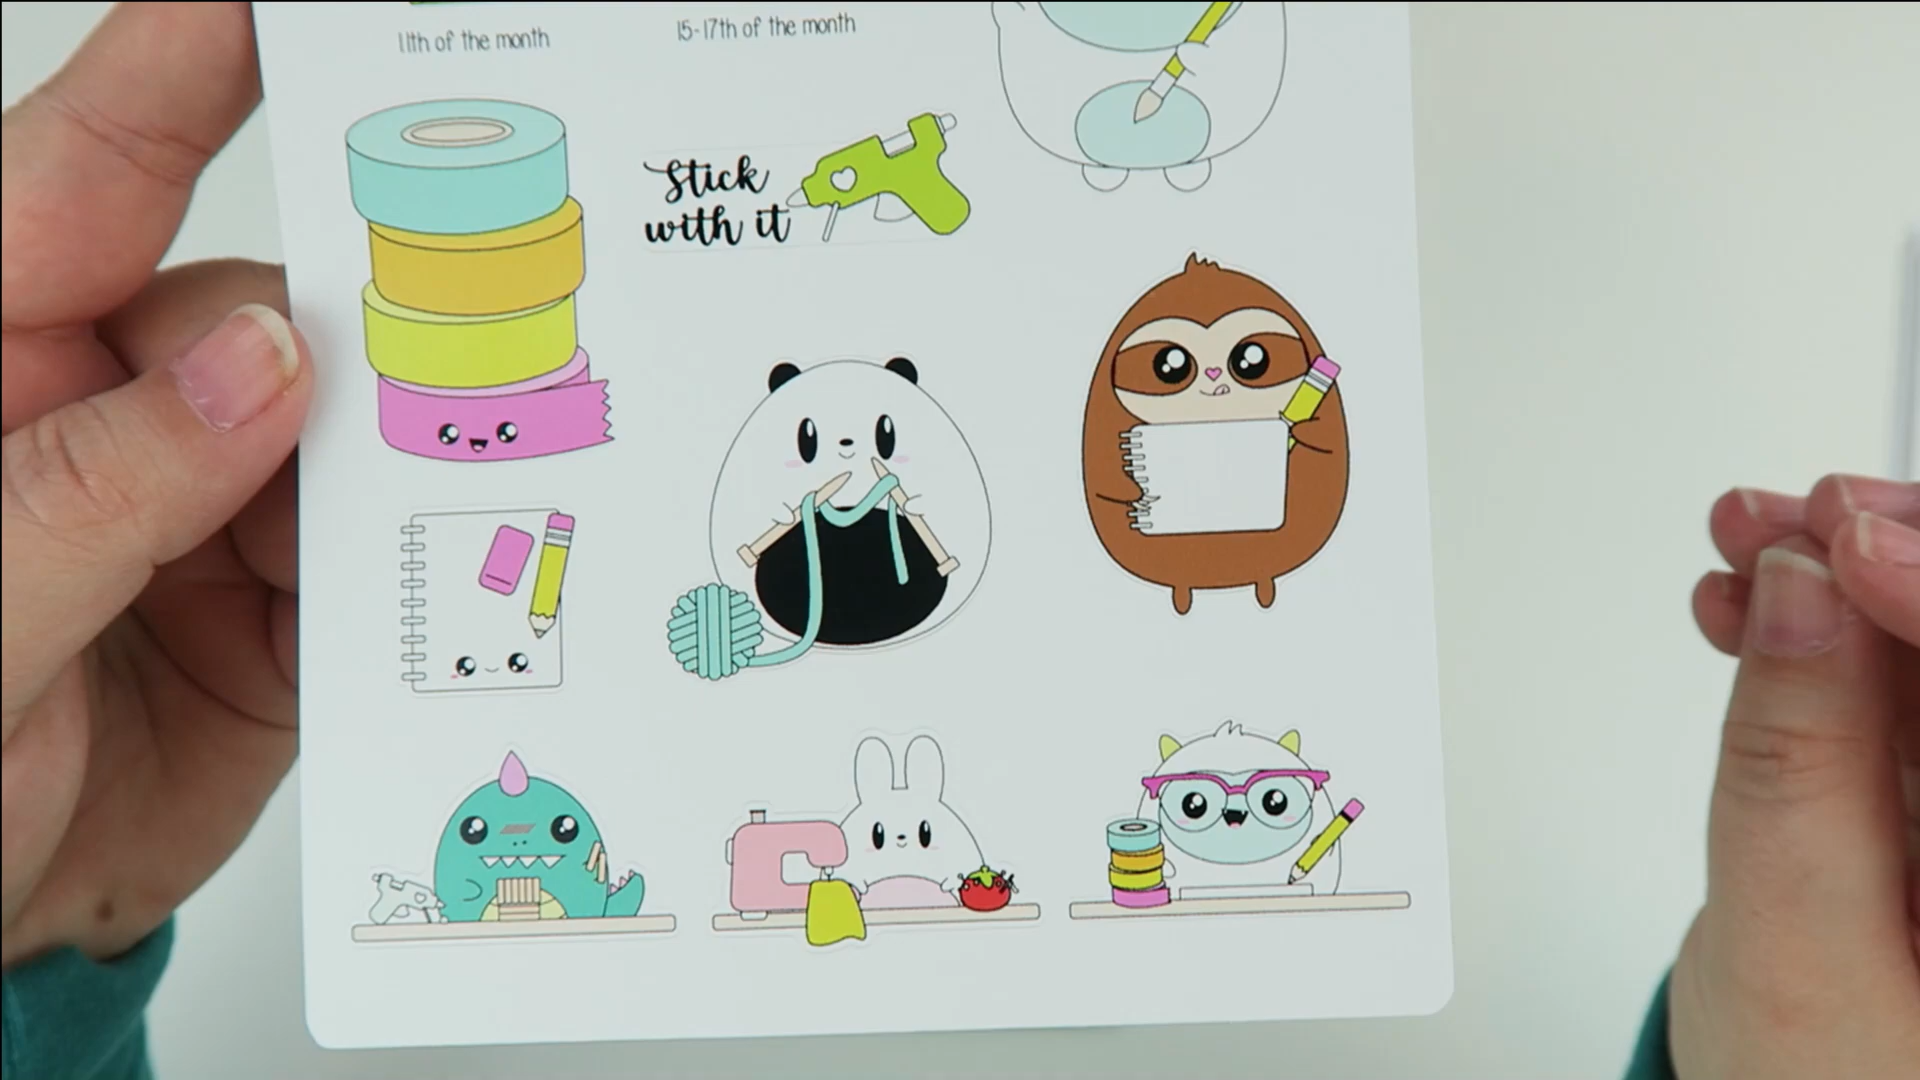 11th of the month
15-17th of the month
Stick
with it